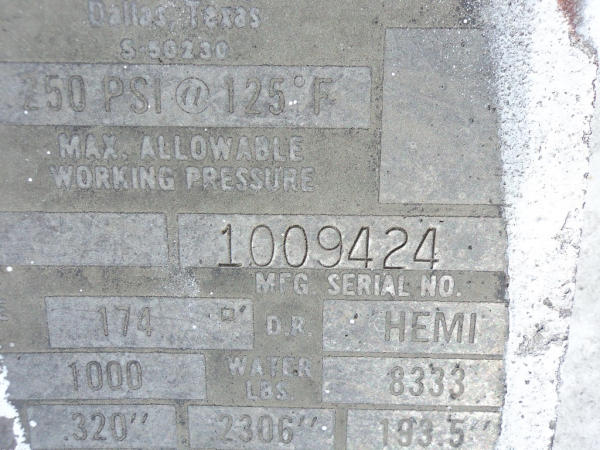 Dallas, Texas
S-50230
250 PSI @ 125°F
MAX. ALLOWABLE
WORKING PRESSURE
1009424
MFG. SERIAL NO.
174 □' D.R. HEMI
1000 WATER LBS. 8333
.320" 2306" 193.5"